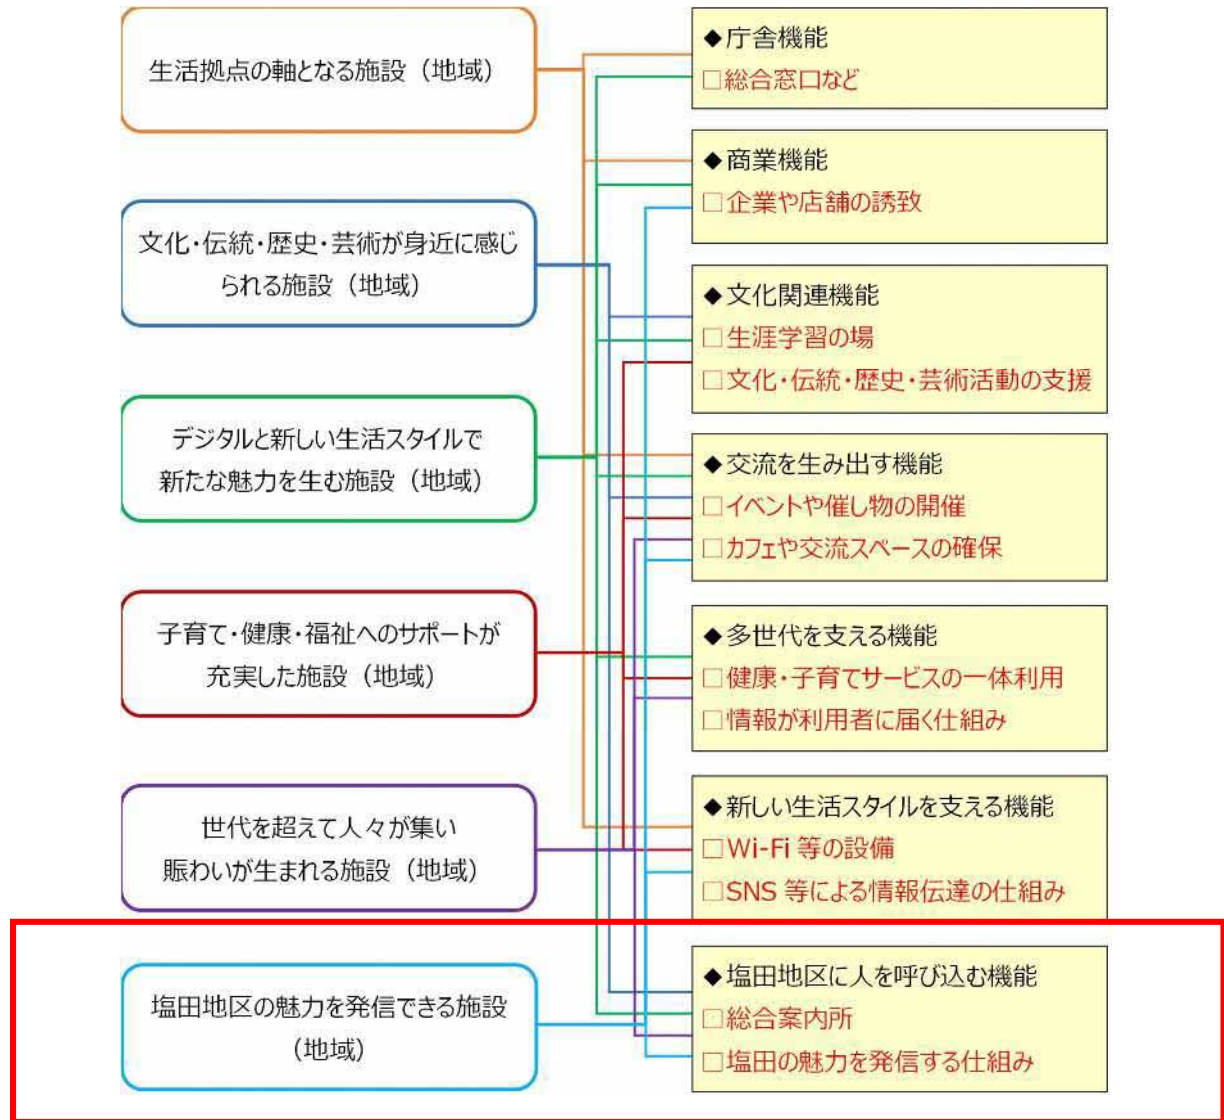 生活拠点の軸となる施設（地域）
文化・伝統・歴史・芸術が身近に感じ
られる施設（地域）
デジタルと新しい生活スタイルで
新たな魅力を生む施設（地域）
子育て・健康・福祉へのサポートが
充実した施設（地域）
世代を超えて人々が集い
賑わいが生まれる施設（地域）
塩田地区の魅力を発信できる施設
（地域）
◆庁舎機能
□総合窓口など
◆商業機能
□企業や店舗の誘致
◆文化関連機能
□生涯学習の場
□文化・伝統・歴史・芸術活動の支援
◆交流を生み出す機能
□イベントや催し物の開催
□カフェや交流スペースの確保
◆多世代を支える機能
□健康・子育てサービスの一体利用
□情報が利用者に届く仕組み
◆新しい生活スタイルを支える機能
□Wi-Fi 等の設備
□SNS 等による情報伝達の仕組み
◆塩田地区に人を呼び込む機能
□総合案内所
□塩田の魅力を発信する仕組み